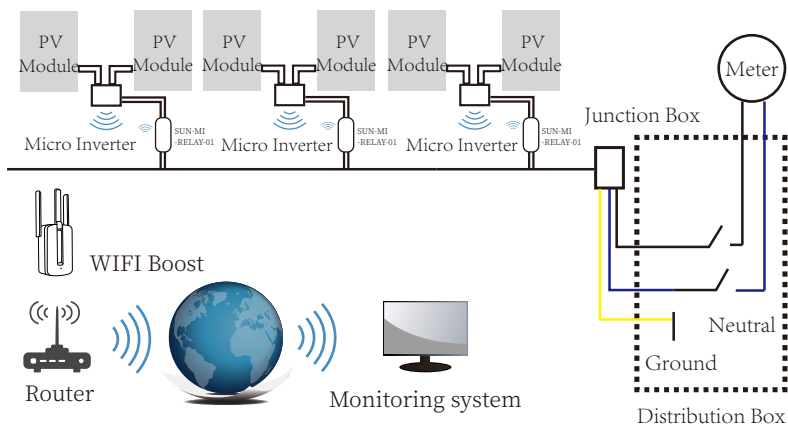 PV
Module
PV
Module
PV
Module
PV
Module
PV
Module
PV
Module
Meter
Micro Inverter
SUN-MI
-RELAY-01
Micro Inverter
SUN-MI
-RELAY-01
Micro Inverter
SUN-MI
-RELAY-01
Junction Box
WIFI Boost
Neutral
Ground
Router
Monitoring system
Distribution Box